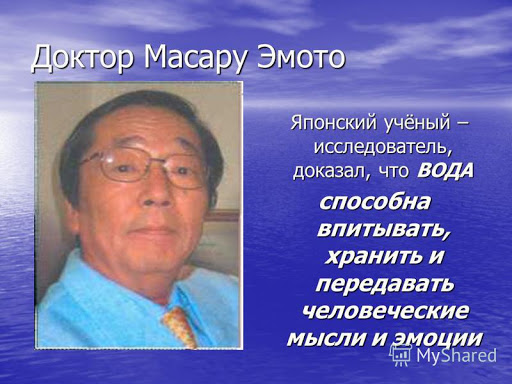 Доктор Масару Эмото
Японский учёный –
исследователь,
доказал, что ВОДА
способна
впитывать,
хранить и
передавать
человеческие
мысли и эмоции
MyShared